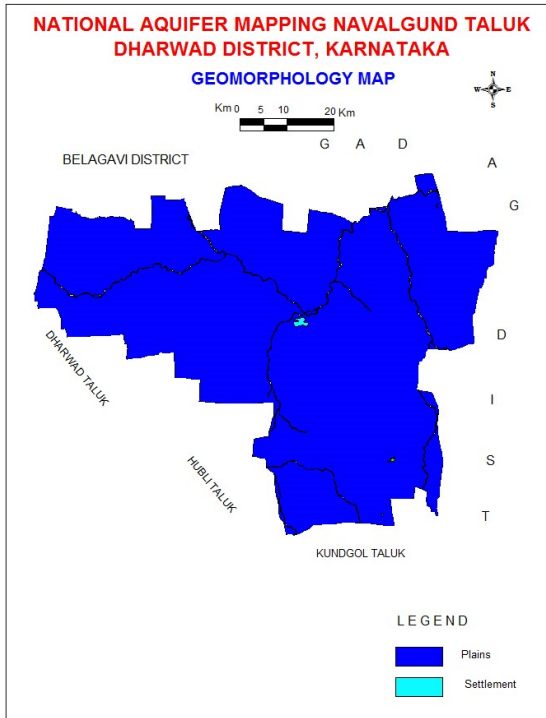 NATIONAL AQUIFER MAPPING NAVALGUND TALUK
DHARWAD DISTRICT, KARNATAKA
GEOMORPHOLOGY MAP
N
W E
S
Km 0 5 10 20 Km
G A D
A
G
BELAGAVI DISTRICT
D
I
S
T
DHARWAD TALUK
HUBLI TALUK
KUNDGOL TALUK
LEGEND
Plains
Settlement